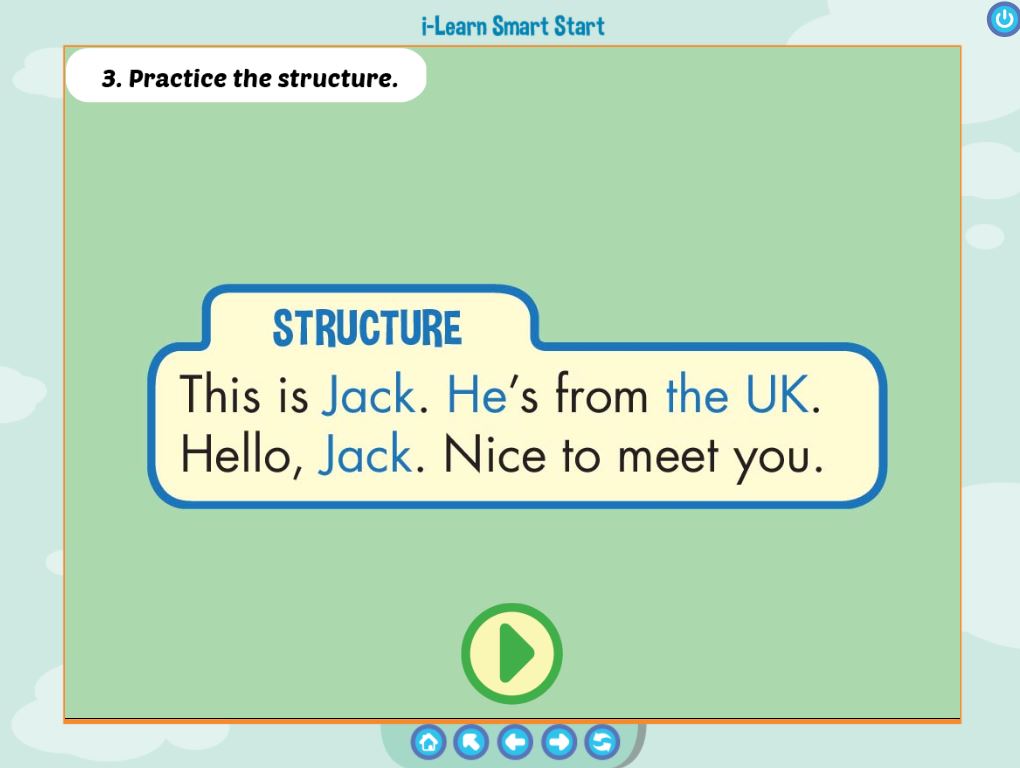 i-Learn Smart Start
3. Practice the structure.
STRUCTURE
This is Jack. He’s from the UK.
Hello, Jack. Nice to meet you.